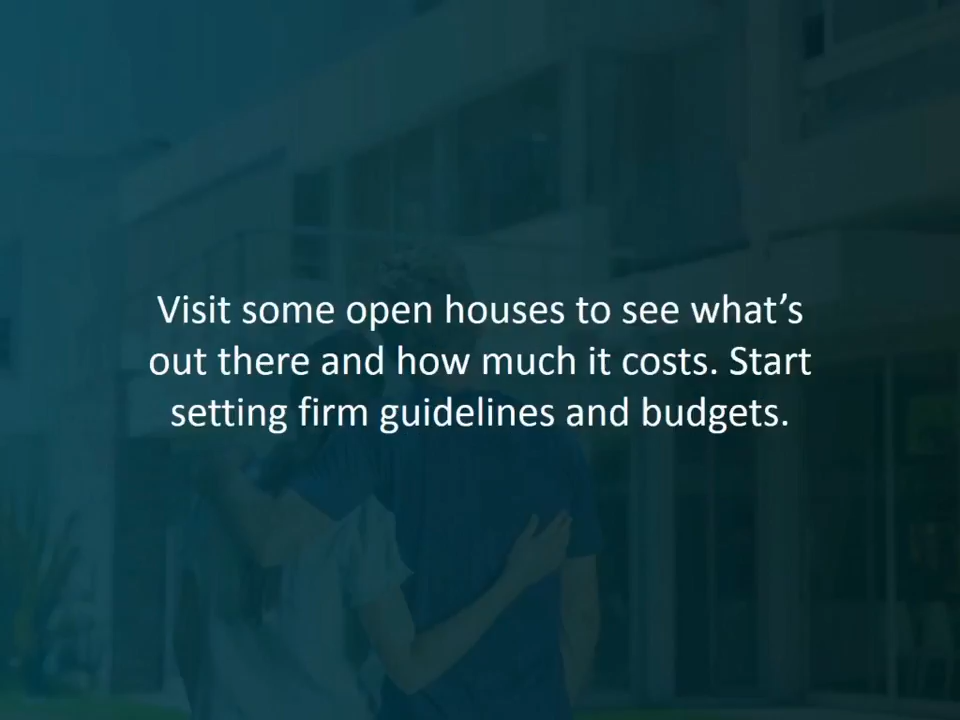 Visit some open houses to see what’s
out there and how much it costs. Start
setting firm guidelines and budgets.